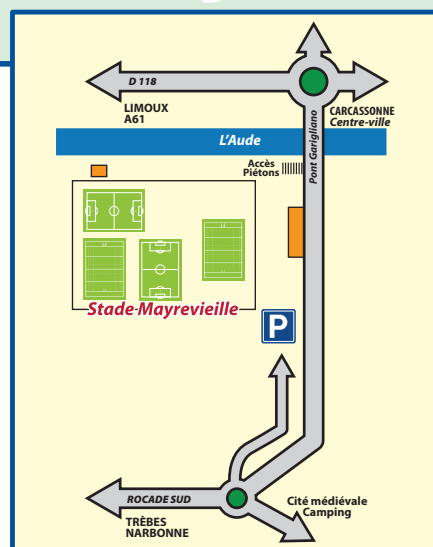 D 118
LIMOUX
A61
CARCASSONNE
Centre-ville
L'Aude
Pont Garigliano
Accès
Piétons
Stade Mayrevieille
P
ROCADE SUD
TRÈBES
NARBONNE
Cité médiévale
Camping